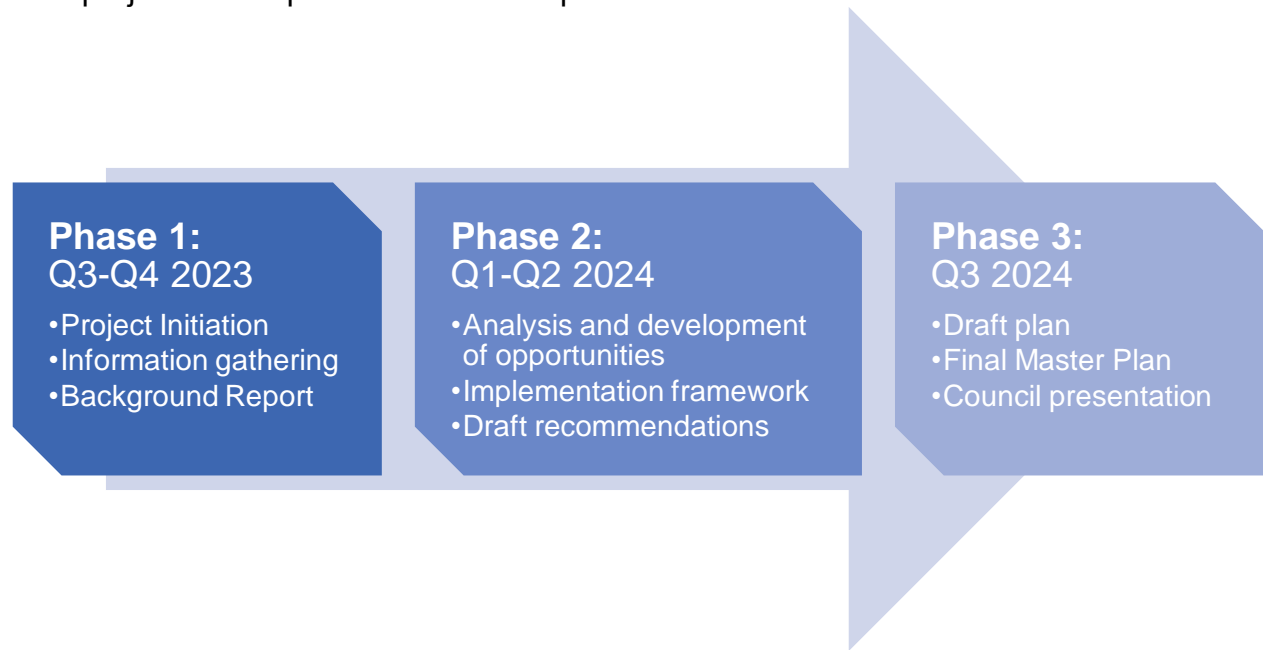 Phase 1:
Q3-Q4 2023
•Project Initiation
•Information gathering
•Background Report
Phase 2:
Q1-Q2 2024
•Analysis and development
of opportunities
•Implementation framework
•Draft recommendations
Phase 3:
Q3 2024
•Draft plan
•Final Master Plan
•Council presentation